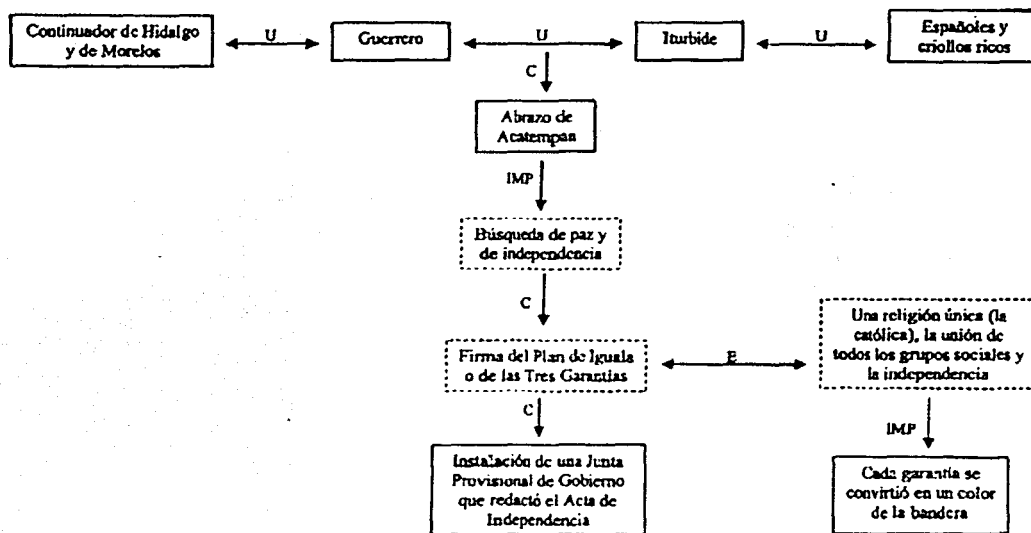 Continuador de Hidalgo
y de Morelos
U
Guerrero
U
Iturbide
U
Españoles y
criollos ricos
C
Abrazo de
Acatempan
IMP
Búsqueda de paz y
de independencia
C
Firma del Plan de Iguala
o de las Tres Garantías
E
Una religión única (la
católica), la unión de
todos los grupos sociales y
la independencia
C
IMP
Instalación de una Junta
Provisional de Gobierno
que redactó el Acta de
Independencia
Cada garantía se
convirtió en un color
de la bandera